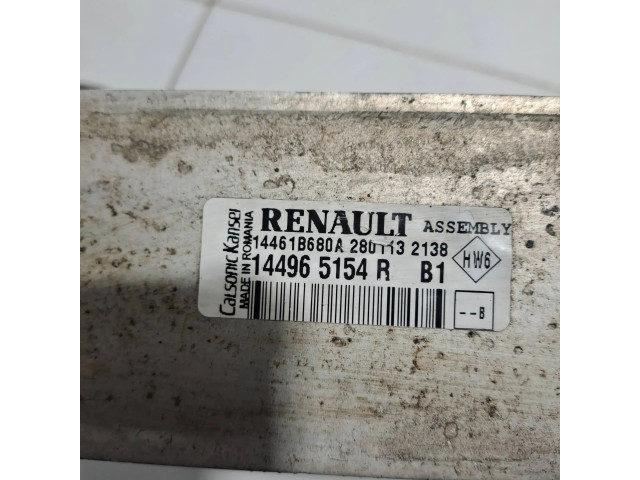 RENAULT ASSEMBLY
14461B680A 280113 2138
14496 5154 R B1
HW6
--B
Calsonic Kansei
MADE IN ROMANIA